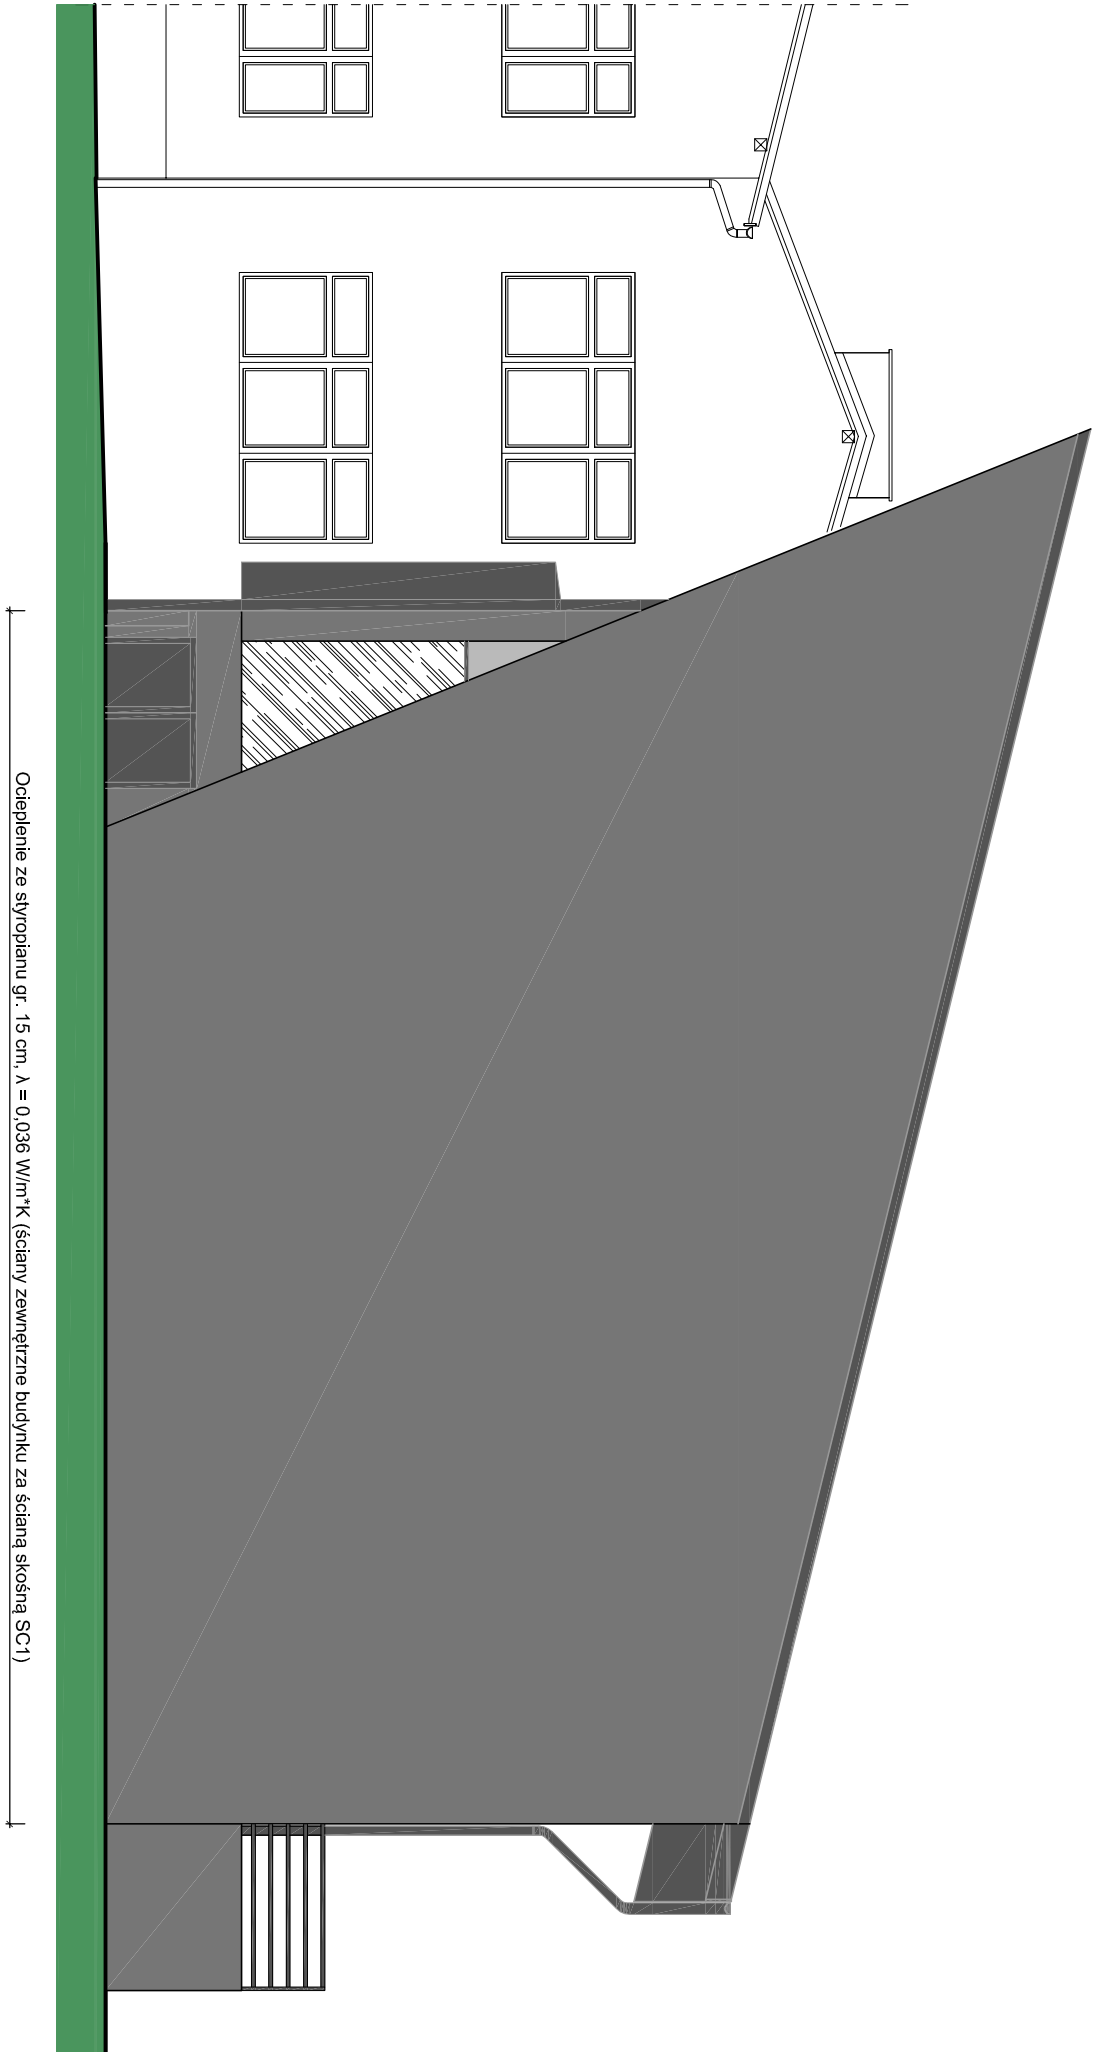 Ocieplenie ze styropianu gr. 15 cm, λ = 0,036 W/m*K (ściany zewnętrzne budynku za ścianą skośną SC1)